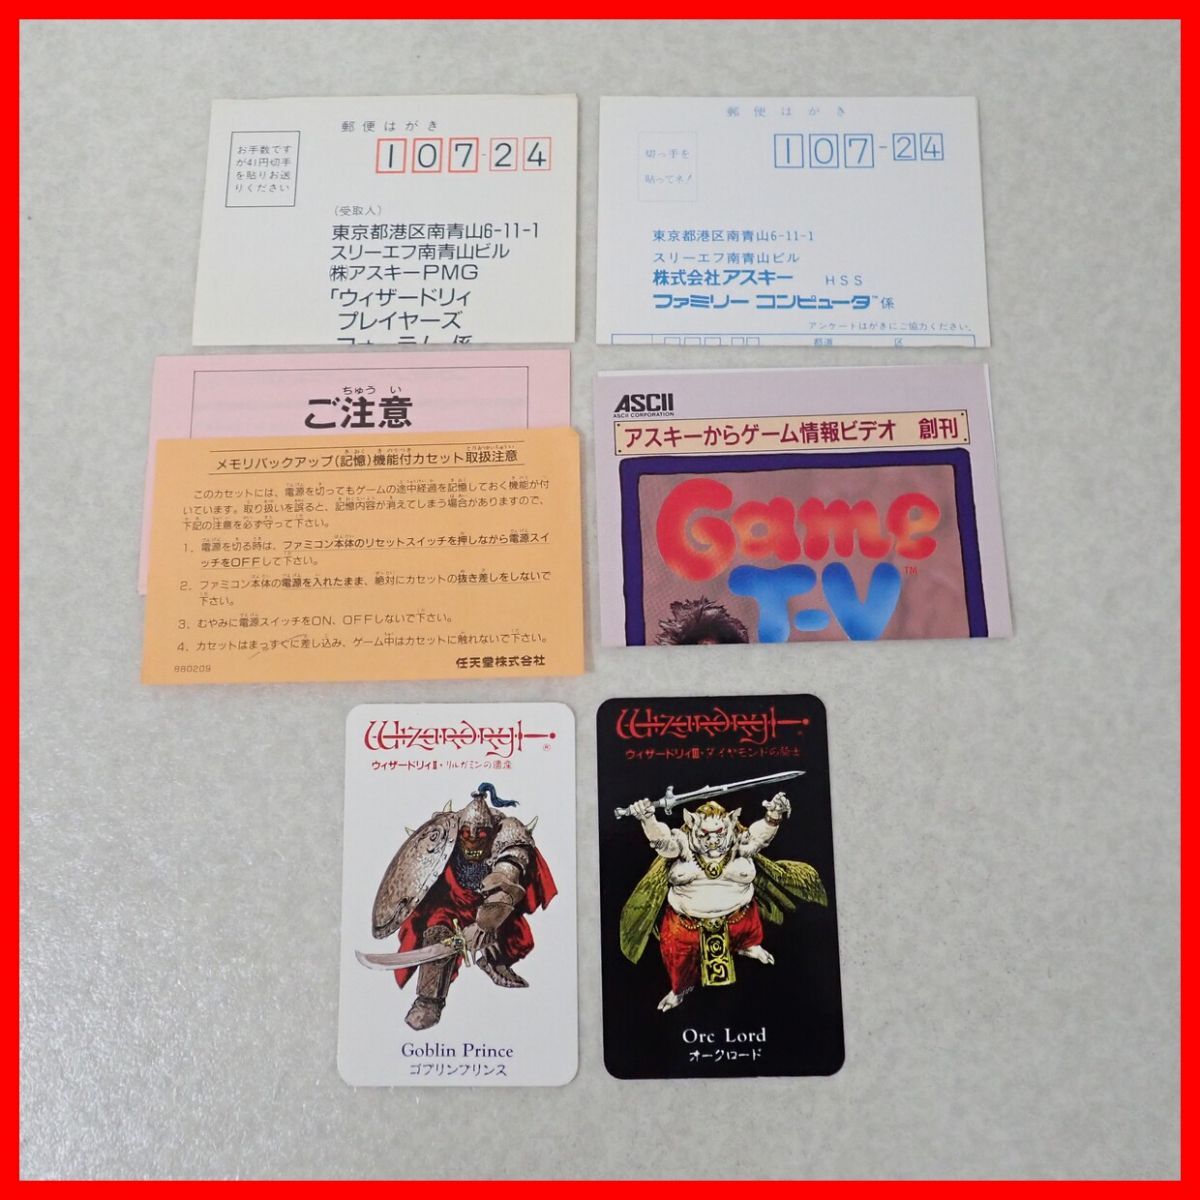 郵便はがき
お手数です
が41円切手
を貼りお送
りください
107-24
(受取人)
東京都港区南青山6-11-1
スリーエフ南青山ビル
㈱アスキーPMG
「ウィザードリィ
プレイヤーズ
フォーラム」係
郵便はがき
切っ手を
貼ってネ!
107-24
東京都港区南青山6-11-1
スリーエフ南青山ビル
株式会社アスキー HSS
ファミリーコンピュータ™係
アンケートはがきにご協力ください。
都道 区
ちゅうい
ご注意
メモリバックアップ(記憶)機能付カセット取扱注意
このカセットには、電源を切ってもゲームの途中経過を記憶しておく機能が付
いています。取り扱いを誤ると、記憶内容が消えてしまう場合がありますので、
下記の注意を必ず守って下さい。
1. 電源を切る時は、ファミコン本体のリセットスイッチを押しながら電源スイ
ッチをOFFして下さい。
2. ファミコン本体の電源を入れたまま、絶対にカセットの抜き差しをしないで
下さい。
3. むやみに電源スイッチをON、OFFしないで下さい。
4. カセットはまっすぐに差し込み、ゲーム中はカセットに触れないで下さい。
880209
任天堂株式会社
ASCII
ASCII CORPORATION
アスキーからゲーム情報ビデオ 創刊
Game
T-V™
Wizardry®
ウィザードリィⅡ・リルガミンの遺産
Goblin Prince
ゴブリンプリンス
Wizardry
ウィザードリィⅢ・ダイヤモンドの騎士
Orc Lord
オークロード